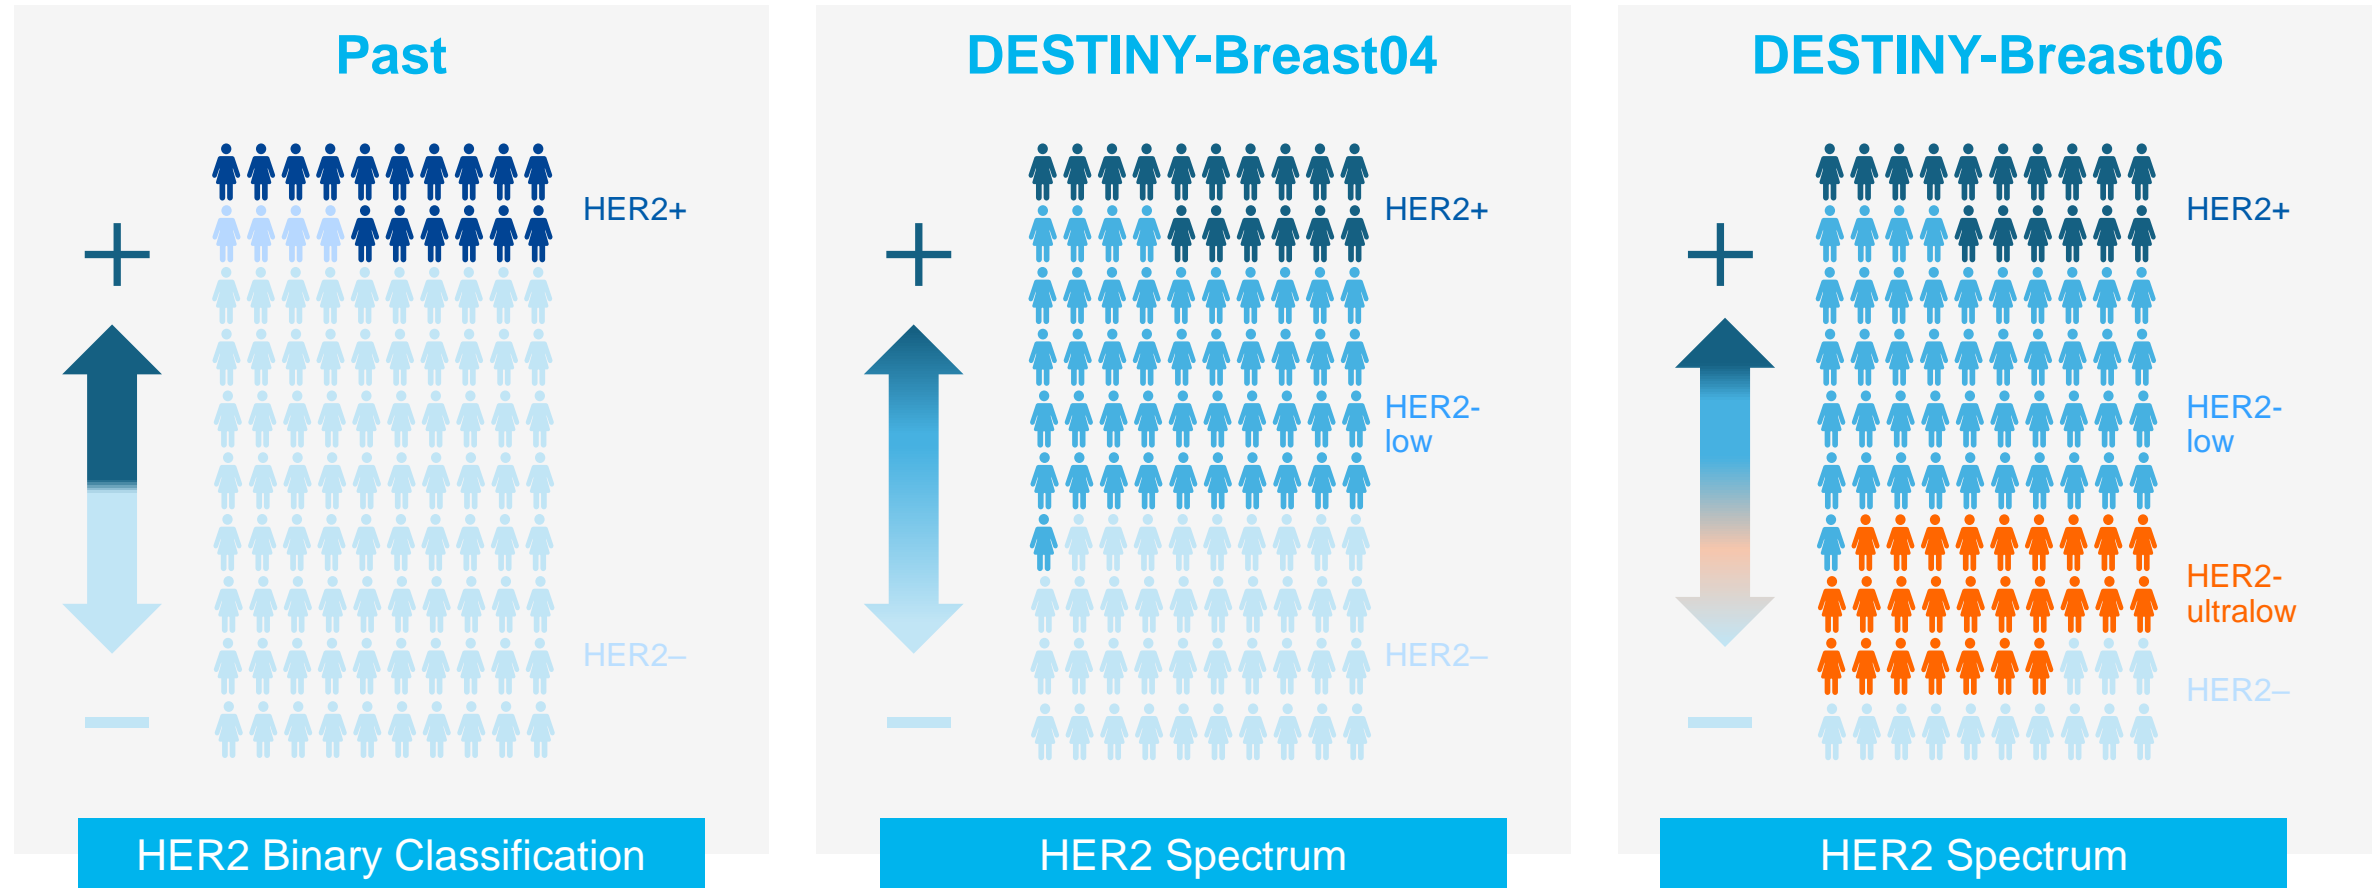 Past
HER2+
HER2–
HER2 Binary Classification
DESTINY-Breast04
HER2+
HER2-
low
HER2–
HER2 Spectrum
DESTINY-Breast06
HER2+
HER2-
low
HER2-
ultralow
HER2–
HER2 Spectrum